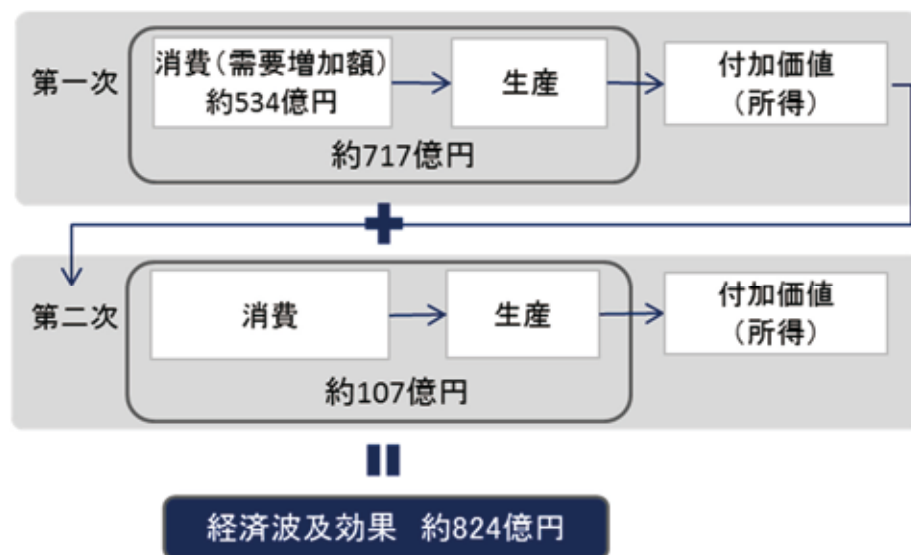 第一次
消費(需要増加額)
約534億円
生産
付加価値
(所得)
約717億円
第二次
消費
生産
付加価値
(所得)
約107億円
経済波及効果 約824億円